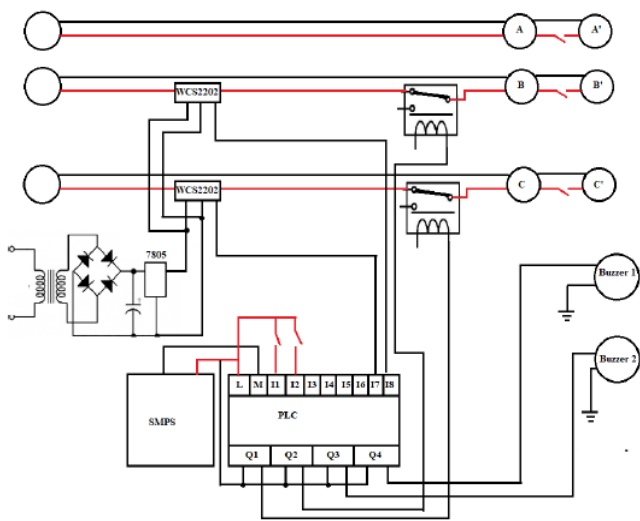 A A'
WCS2202 B B'
WCS2202 C C'
7805
Buzzer 1
Buzzer 2
L M I1 I2 I3 I4 I5 I6 I7 I8
SMPS PLC
Q1 Q2 Q3 Q4